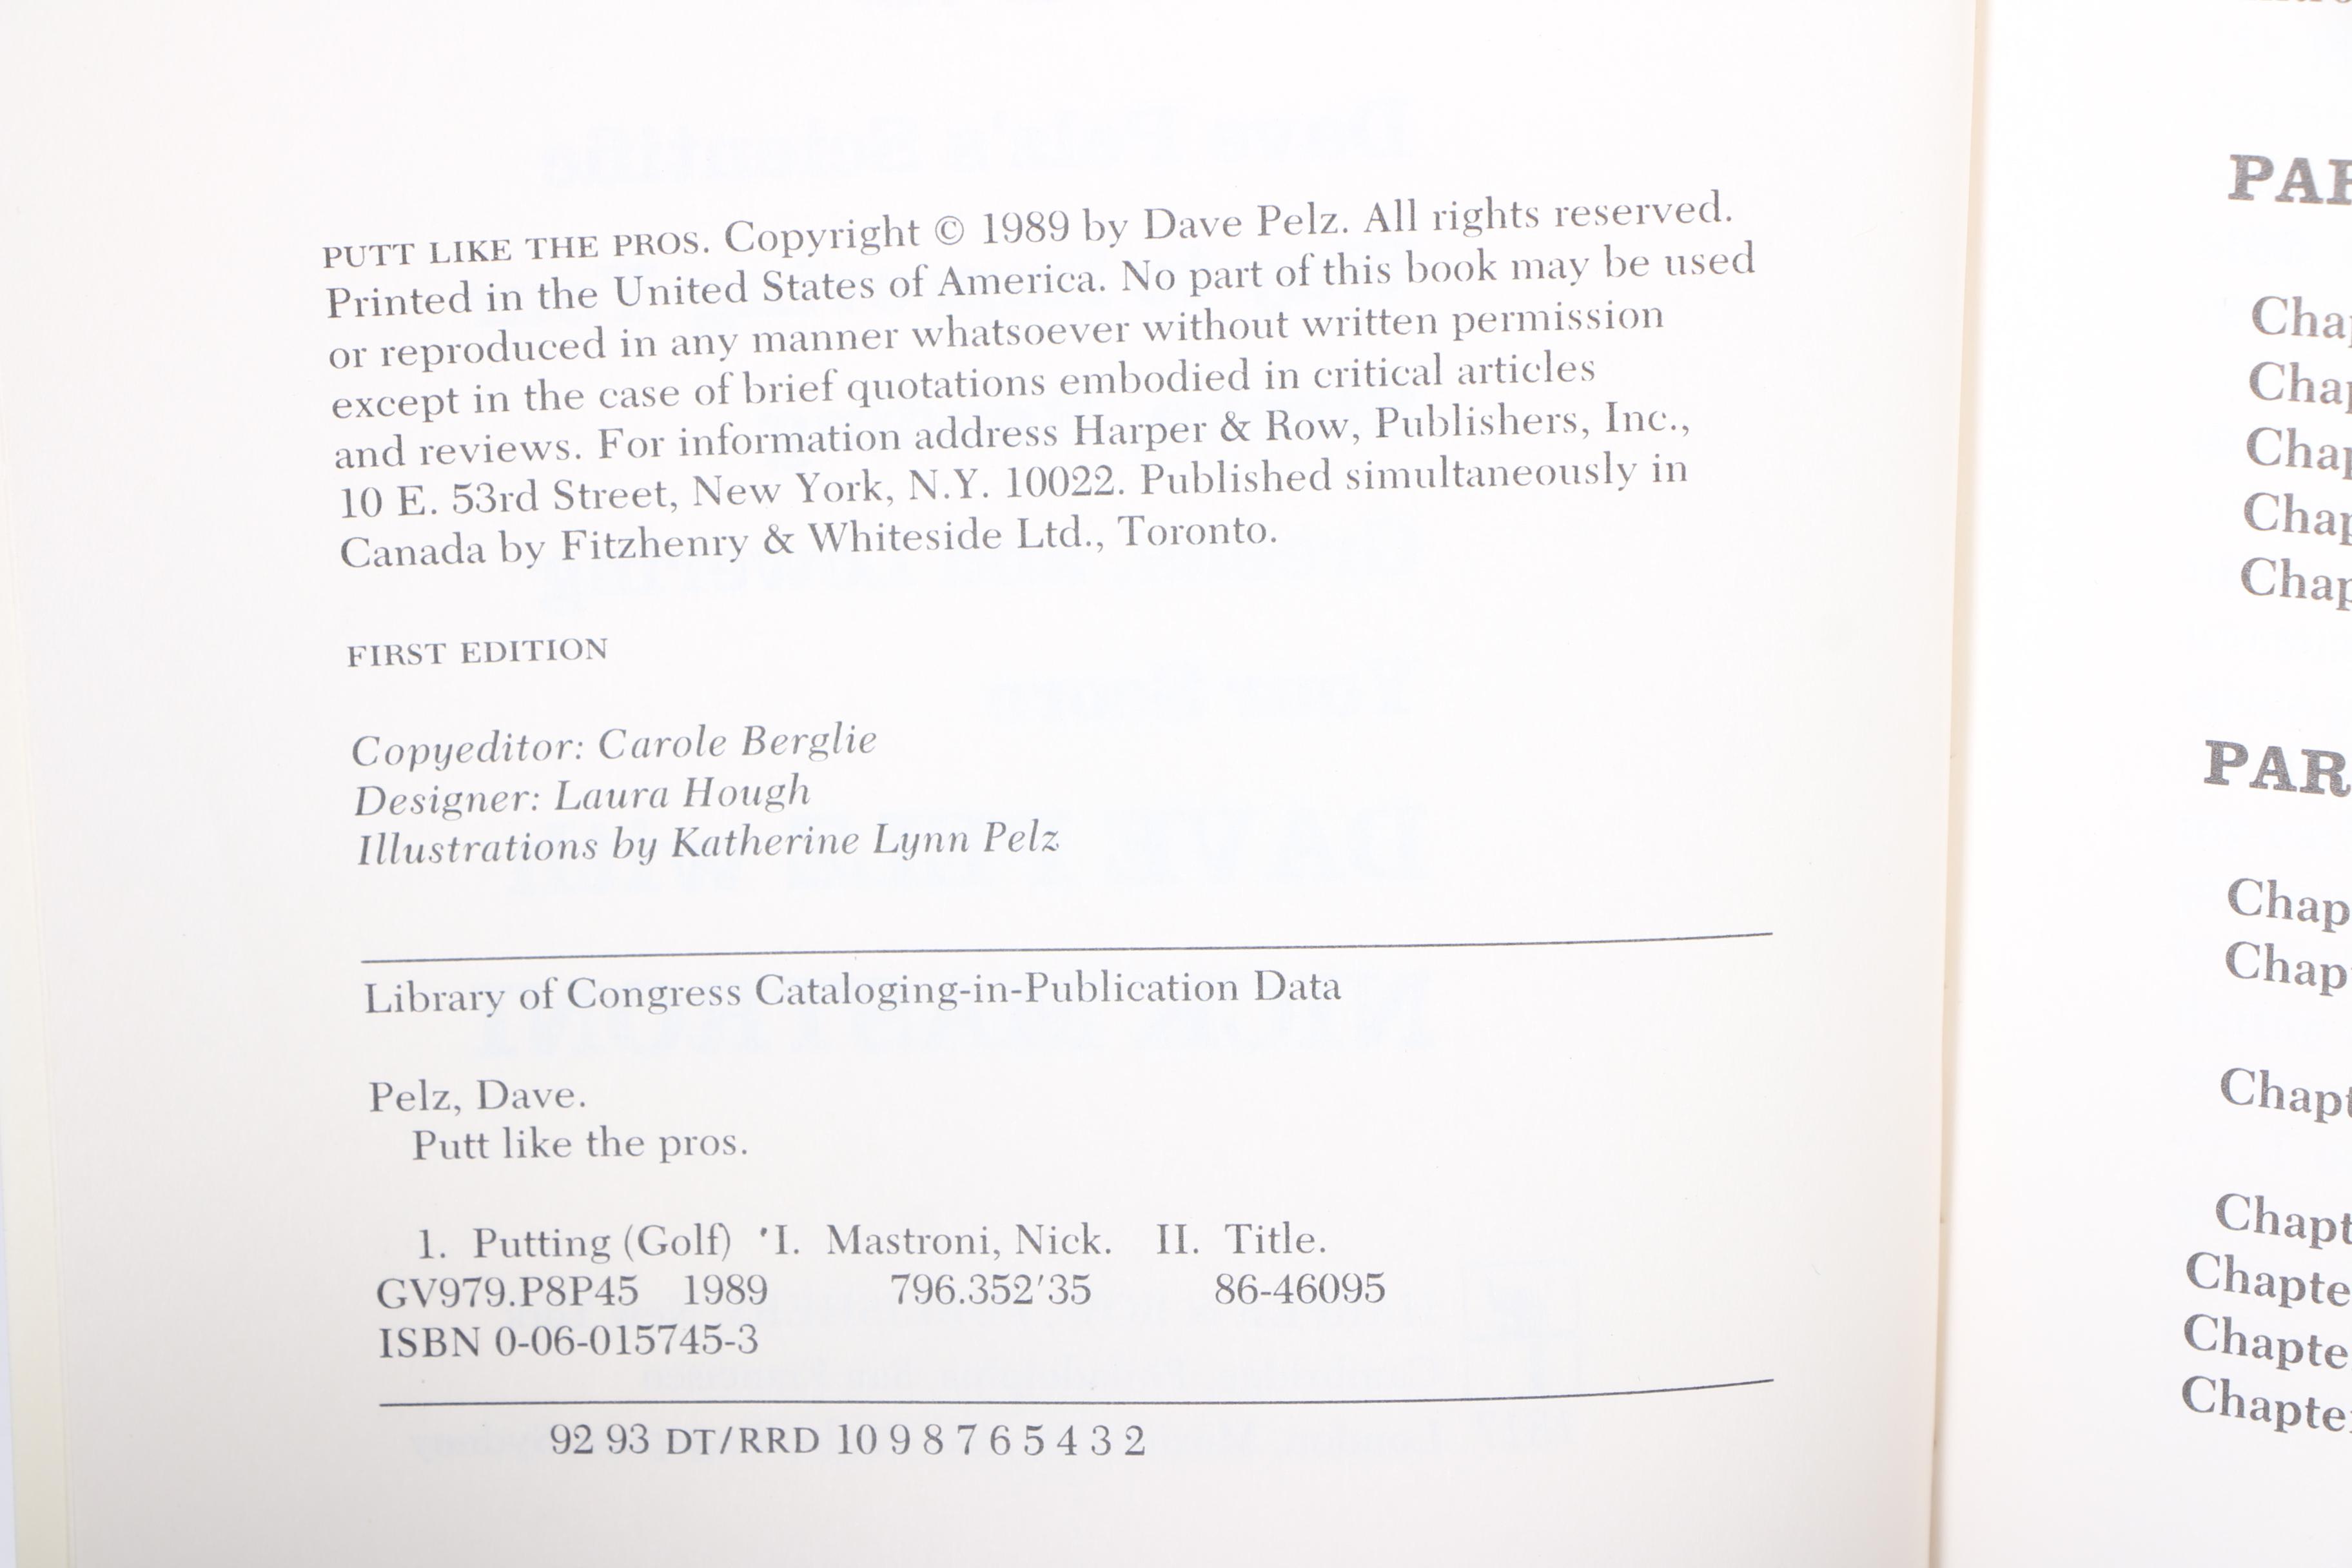 PUTT LIKE THE PROS. Copyright © 1989 by Dave Pelz. All rights reserved.
Printed in the United States of America. No part of this book may be used
or reproduced in any manner whatsoever without written permission
except in the case of brief quotations embodied in critical articles
and reviews. For information address Harper & Row, Publishers, Inc.,
10 E. 53rd Street, New York, N.Y. 10022. Published simultaneously in
Canada by Fitzhenry & Whiteside Ltd., Toronto.
FIRST EDITION
Copyeditor: Carole Berglie
Designer: Laura Hough
Illustrations by Katherine Lynn Pelz
Library of Congress Cataloging-in-Publication Data
Pelz, Dave.
Putt like the pros.
1. Putting (Golf) 'I. Mastroni, Nick. II. Title.
GV979.P8P45 1989 796.352'35 86-46095
ISBN 0-06-015745-3
92 93 DT/RRD 10 9 8 7 6 5 4 3 2
PAR
Chap
Chap
Chap
Chap
Chap
PAR
Chap
Chap
Chapt
Chapt
Chapte
Chapte
Chapte